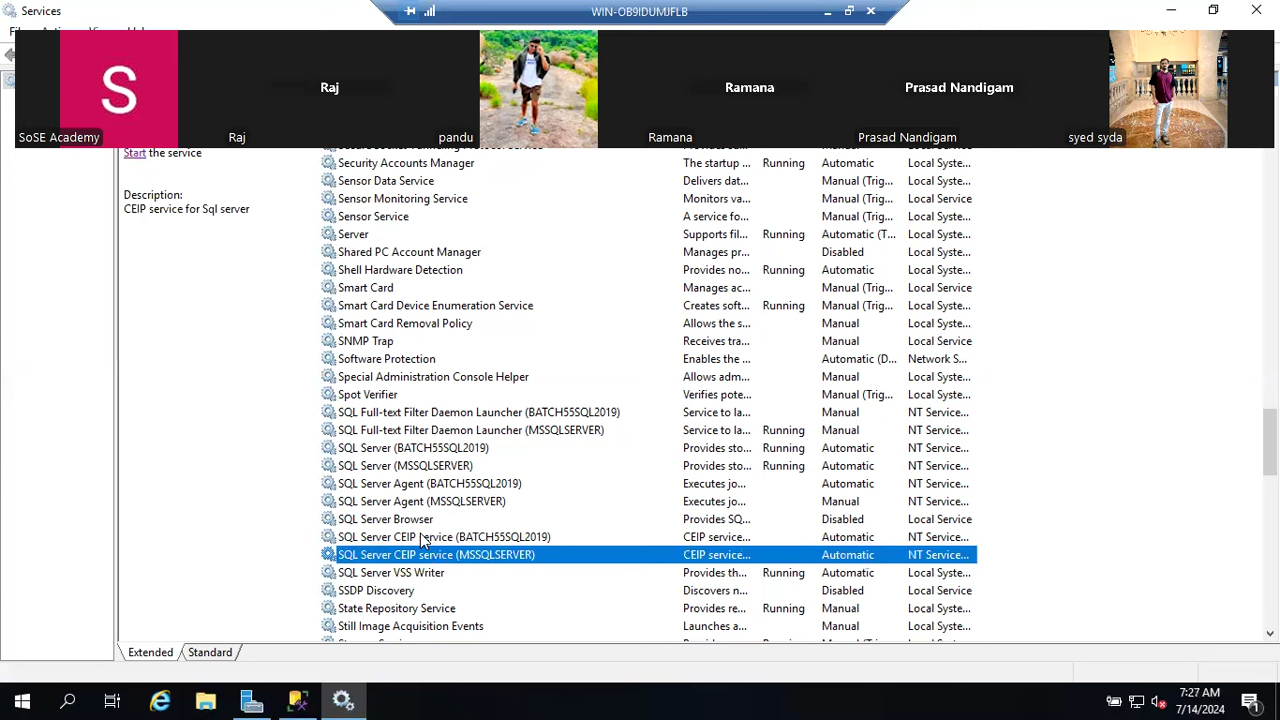 Services
WIN-OB9IDUMJFLB
S
Raj
Ramana
Prasad Nandigam
SoSE Academy
Raj
pandu
Ramana
Prasad Nandigam
syed syda
Start the service
Description:
CEIP service for Sql server
Security Accounts Manager The startup ... Running Automatic Local Syste...
Sensor Data Service Delivers dat... Manual (Trig... Local Syste...
Sensor Monitoring Service Monitors va... Manual (Trig... Local Service
Sensor Service A service fo... Manual (Trig... Local Syste...
Server Supports fil... Running Automatic (T... Local Syste...
Shared PC Account Manager Manages pr... Disabled Local Syste...
Shell Hardware Detection Provides no... Running Automatic Local Syste...
Smart Card Manages ac... Manual (Trig... Local Service
Smart Card Device Enumeration Service Creates soft... Running Manual (Trig... Local Syste...
Smart Card Removal Policy Allows the s... Manual Local Syste...
SNMP Trap Receives tra... Manual Local Service
Software Protection Enables the ... Automatic (D... Network S...
Special Administration Console Helper Allows adm... Manual Local Syste...
Spot Verifier Verifies pote... Manual (Trig... Local Syste...
SQL Full-text Filter Daemon Launcher (BATCH55SQL2019) Service to la... Manual NT Service...
SQL Full-text Filter Daemon Launcher (MSSQLSERVER) Service to la... Running Manual NT Service...
SQL Server (BATCH55SQL2019) Provides sto... Running Automatic NT Service...
SQL Server (MSSQLSERVER) Provides sto... Running Automatic NT Service...
SQL Server Agent (BATCH55SQL2019) Executes jo... Automatic NT Service...
SQL Server Agent (MSSQLSERVER) Executes jo... Manual NT Service...
SQL Server Browser Provides SQ... Disabled Local Service
SQL Server CEIP service (BATCH55SQL2019) CEIP service... Automatic NT Service...
SQL Server CEIP service (MSSQLSERVER) CEIP service... Automatic NT Service...
SQL Server VSS Writer Provides th... Running Automatic Local Syste...
SSDP Discovery Discovers n... Disabled Local Service
State Repository Service Provides re... Running Manual Local Syste...
Still Image Acquisition Events Launches a... Manual Local Syste...
Extended Standard
7:27 AM
7/14/2024
1